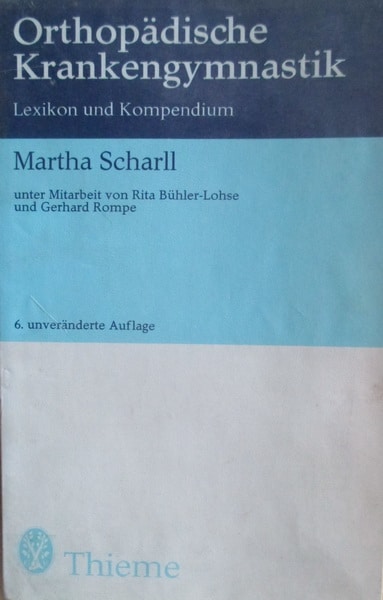 Orthopädische
Krankengymnastik
Lexikon und Kompendium
Martha Scharll
unter Mitarbeit von Rita Bühler-Lohse
und Gerhard Rompe
6. unveränderte Auflage
Thieme